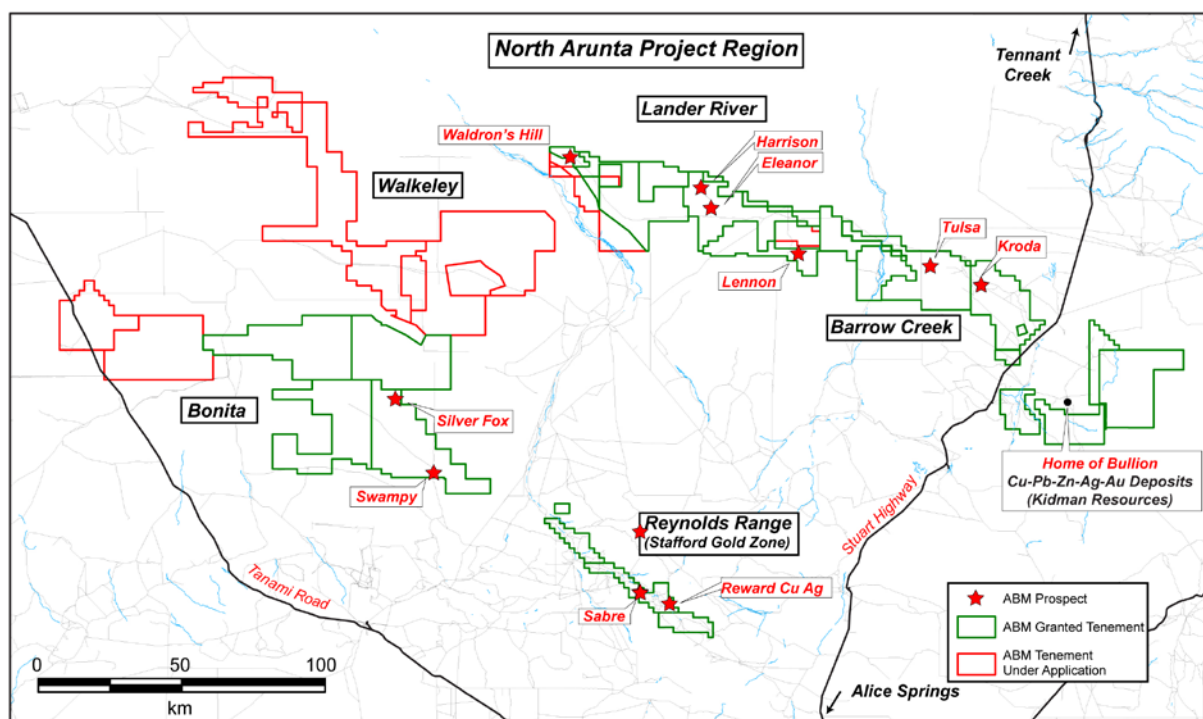 North Arunta Project Region
Tennant
Creek
Lander River
Waldron's Hill
Harrison
Eleanor
Walkeley
Tulsa
Kroda
Lennon
Barrow Creek
Bonita
Silver Fox
Swampy
Home of Bullion
Cu-Pb-Zn-Ag-Au Deposits
(Kidman Resources)
Reynolds Range
(Stafford Gold Zone)
Stuart Highway
Tanami Road
Sabre
Reward Cu Ag
ABM Prospect
ABM Granted Tenement
ABM Tenement
Under Application
0 50 100
km
Alice Springs